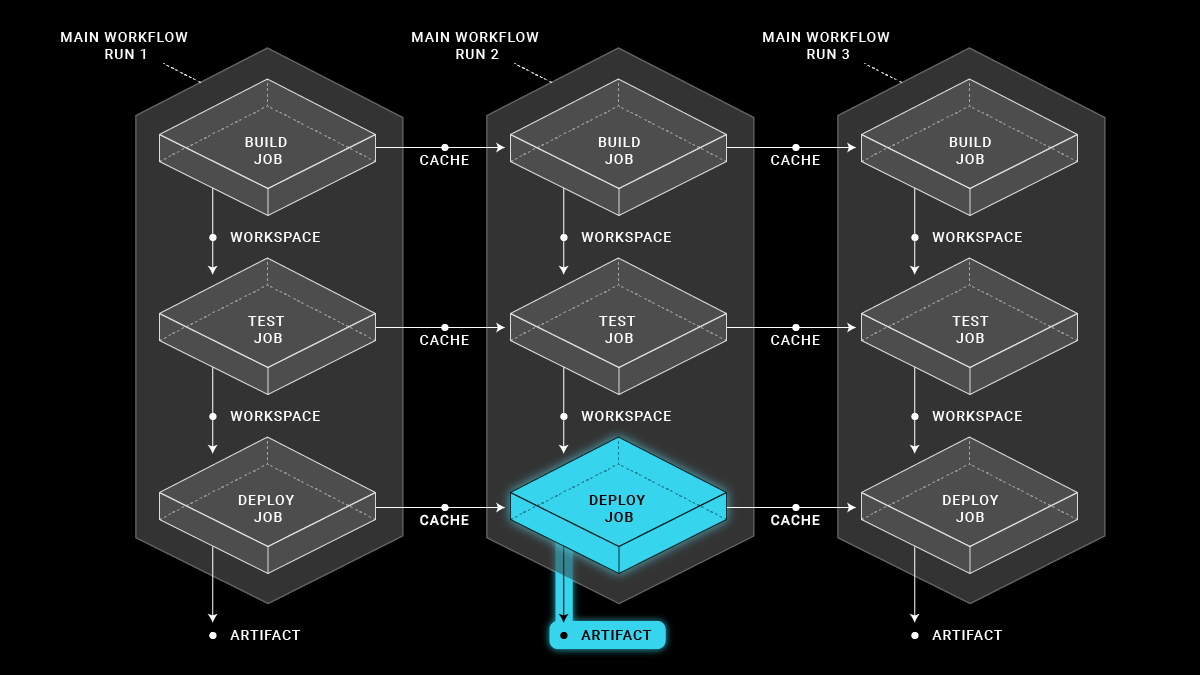 MAIN WORKFLOW
RUN 1
MAIN WORKFLOW
RUN 2
MAIN WORKFLOW
RUN 3
BUILD
JOB
CACHE
BUILD
JOB
CACHE
BUILD
JOB
WORKSPACE
WORKSPACE
WORKSPACE
TEST
JOB
CACHE
TEST
JOB
CACHE
TEST
JOB
WORKSPACE
WORKSPACE
WORKSPACE
DEPLOY
JOB
CACHE
DEPLOY
JOB
CACHE
DEPLOY
JOB
ARTIFACT
ARTIFACT
ARTIFACT